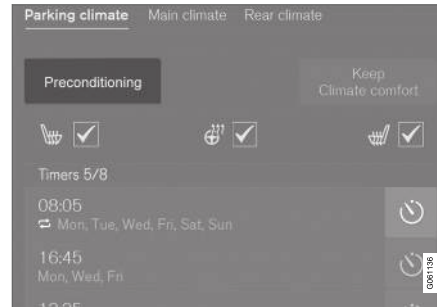 Parking climate Main climate Rear climate
Preconditioning
Keep
Climate comfort
Timers 5/8
08:05
Mon, Tue, Wed, Fri, Sat, Sun
16:45
Mon, Wed, Fri
G061136